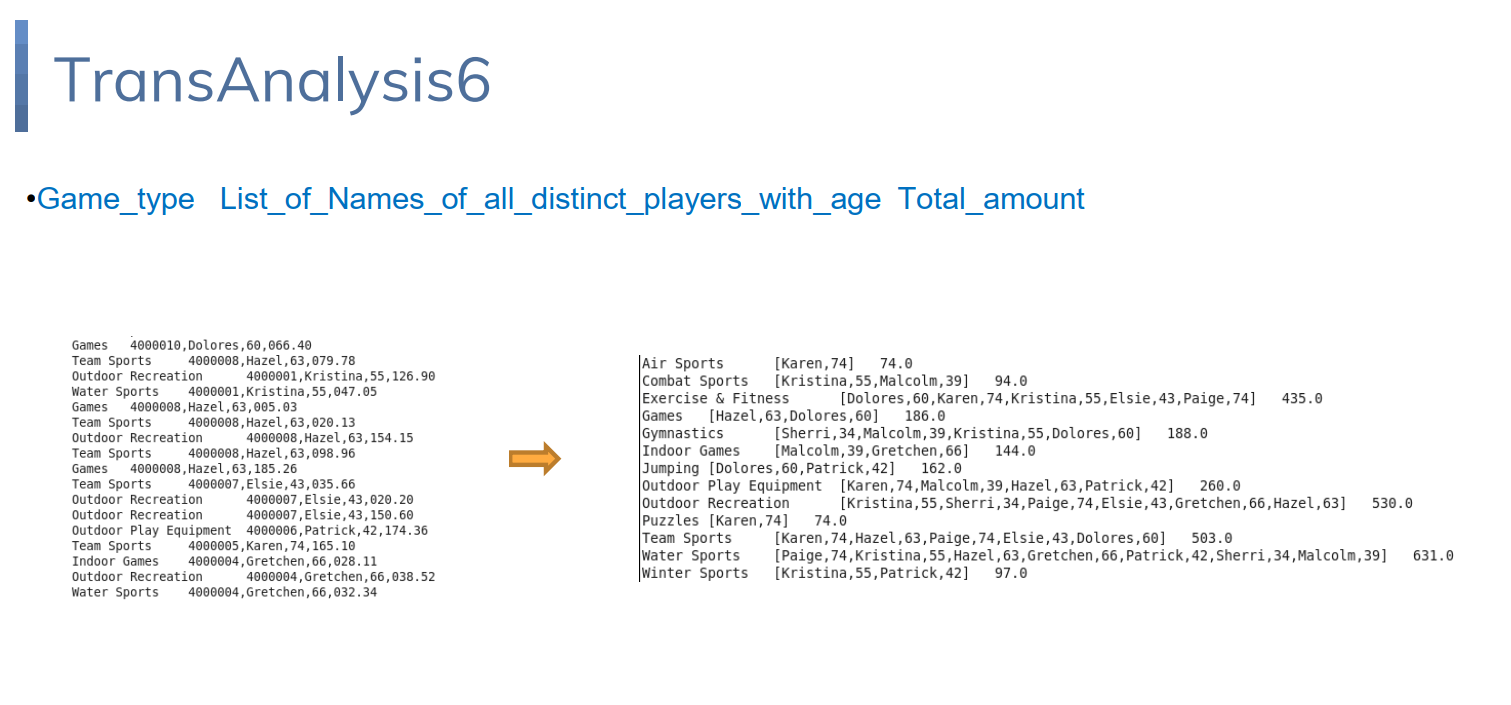 TransAnalysis6
•Game_type List_of_Names_of_all_distinct_players_with_age Total_amount
Games 4000010,Dolores,60,066.40
Team Sports 4000008,Hazel,63,079.78
Outdoor Recreation 4000001,Kristina,55,126.90
Water Sports 4000001,Kristina,55,047.05
Games 4000008,Hazel,63,005.03
Team Sports 4000008,Hazel,63,020.13
Outdoor Recreation 4000008,Hazel,63,154.15
Team Sports 4000008,Hazel,63,098.96
Games 4000008,Hazel,63,185.26
Team Sports 4000007,Elsie,43,035.66
Outdoor Recreation 4000007,Elsie,43,020.20
Outdoor Recreation 4000007,Elsie,43,150.60
Outdoor Play Equipment 4000006,Patrick,42,174.36
Team Sports 4000005,Karen,74,165.10
Indoor Games 4000004,Gretchen,66,028.11
Outdoor Recreation 4000004,Gretchen,66,038.52
Water Sports 4000004,Gretchen,66,032.34
Air Sports [Karen,74] 74.0
Combat Sports [Kristina,55,Malcolm,39] 94.0
Exercise & Fitness [Dolores,60,Karen,74,Kristina,55,Elsie,43,Paige,74] 435.0
Games [Hazel,63,Dolores,60] 186.0
Gymnastics [Sherri,34,Malcolm,39,Kristina,55,Dolores,60] 188.0
Indoor Games [Malcolm,39,Gretchen,66] 144.0
Jumping [Dolores,60,Patrick,42] 162.0
Outdoor Play Equipment [Karen,74,Malcolm,39,Hazel,63,Patrick,42] 260.0
Outdoor Recreation [Kristina,55,Sherri,34,Paige,74,Elsie,43,Gretchen,66,Hazel,63] 530.0
Puzzles [Karen,74] 74.0
Team Sports [Karen,74,Hazel,63,Paige,74,Elsie,43,Dolores,60] 503.0
Water Sports [Paige,74,Kristina,55,Hazel,63,Gretchen,66,Patrick,42,Sherri,34,Malcolm,39] 631.0
Winter Sports [Kristina,55,Patrick,42] 97.0